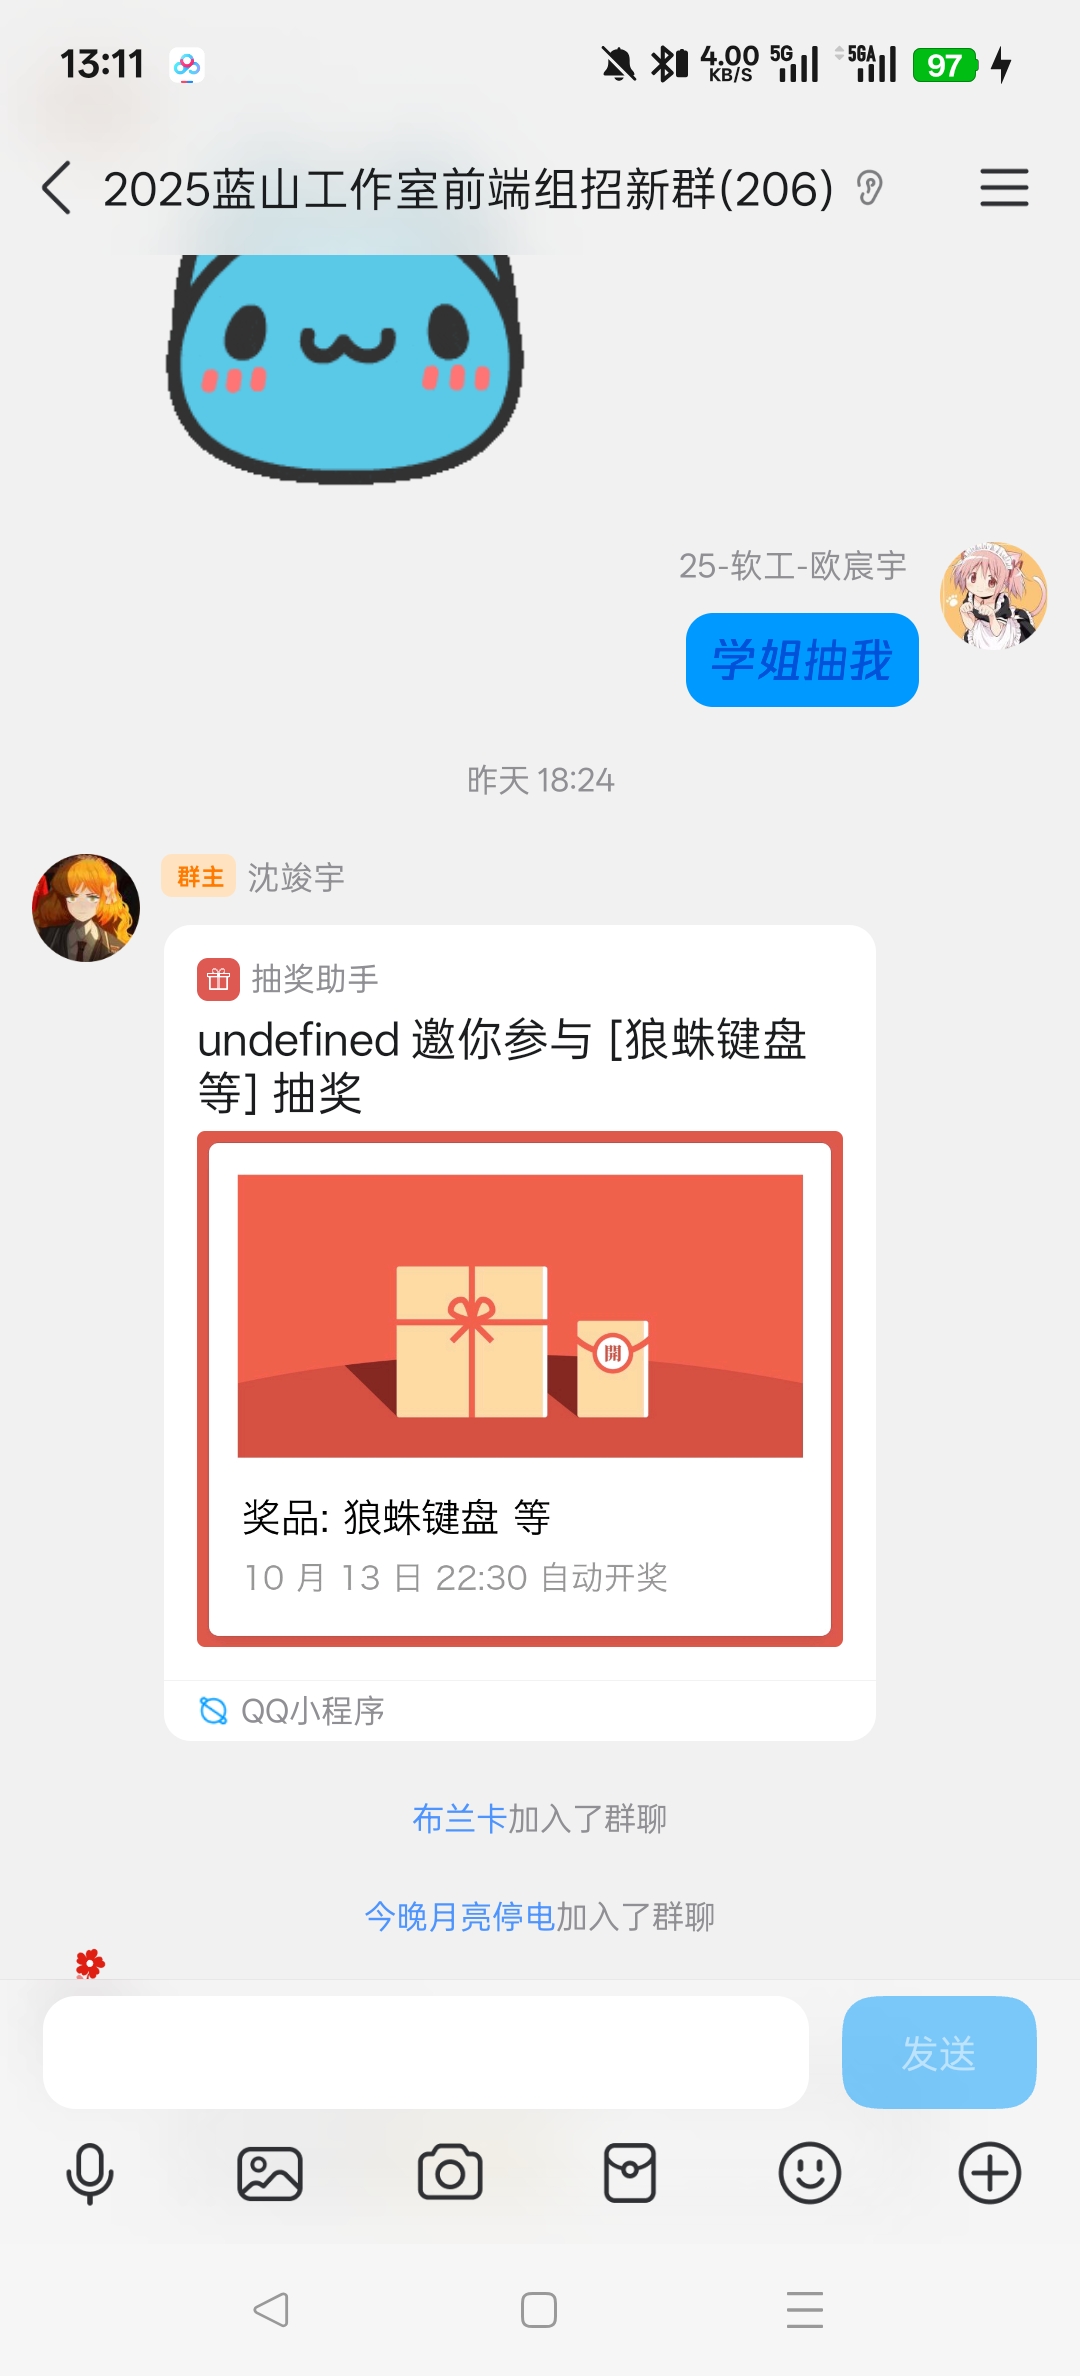 13:11
4.00
KB/S
5G
5GA
97
2025蓝山工作室前端组招新群(206)
25-软工-欧宸宇
学姐抽我
昨天 18:24
群主 沈竣宇
抽奖助手
undefined 邀你参与 [狼蛛键盘
等] 抽奖
開
奖品: 狼蛛键盘 等
10 月 13 日 22:30 自动开奖
QQ小程序
布兰卡加入了群聊
今晚月亮停电加入了群聊
发送